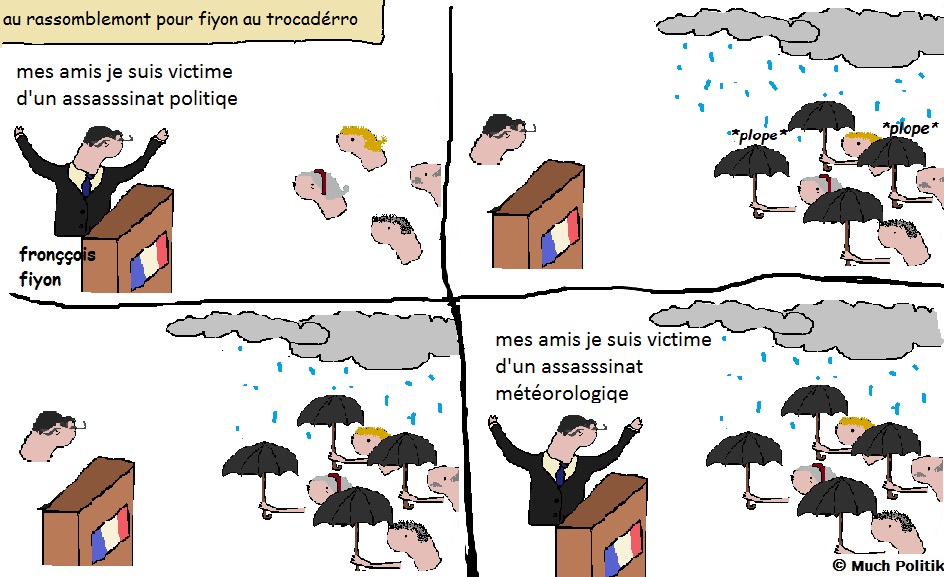 au rassomblemont pour fiyon au trocadérro
mes amis je suis victime
d'un assasssinat politiqe
fronççois
fiyon
*plope*
*plope*
mes amis je suis victime
d'un assasssinat
météorologiqe
© Much Politik